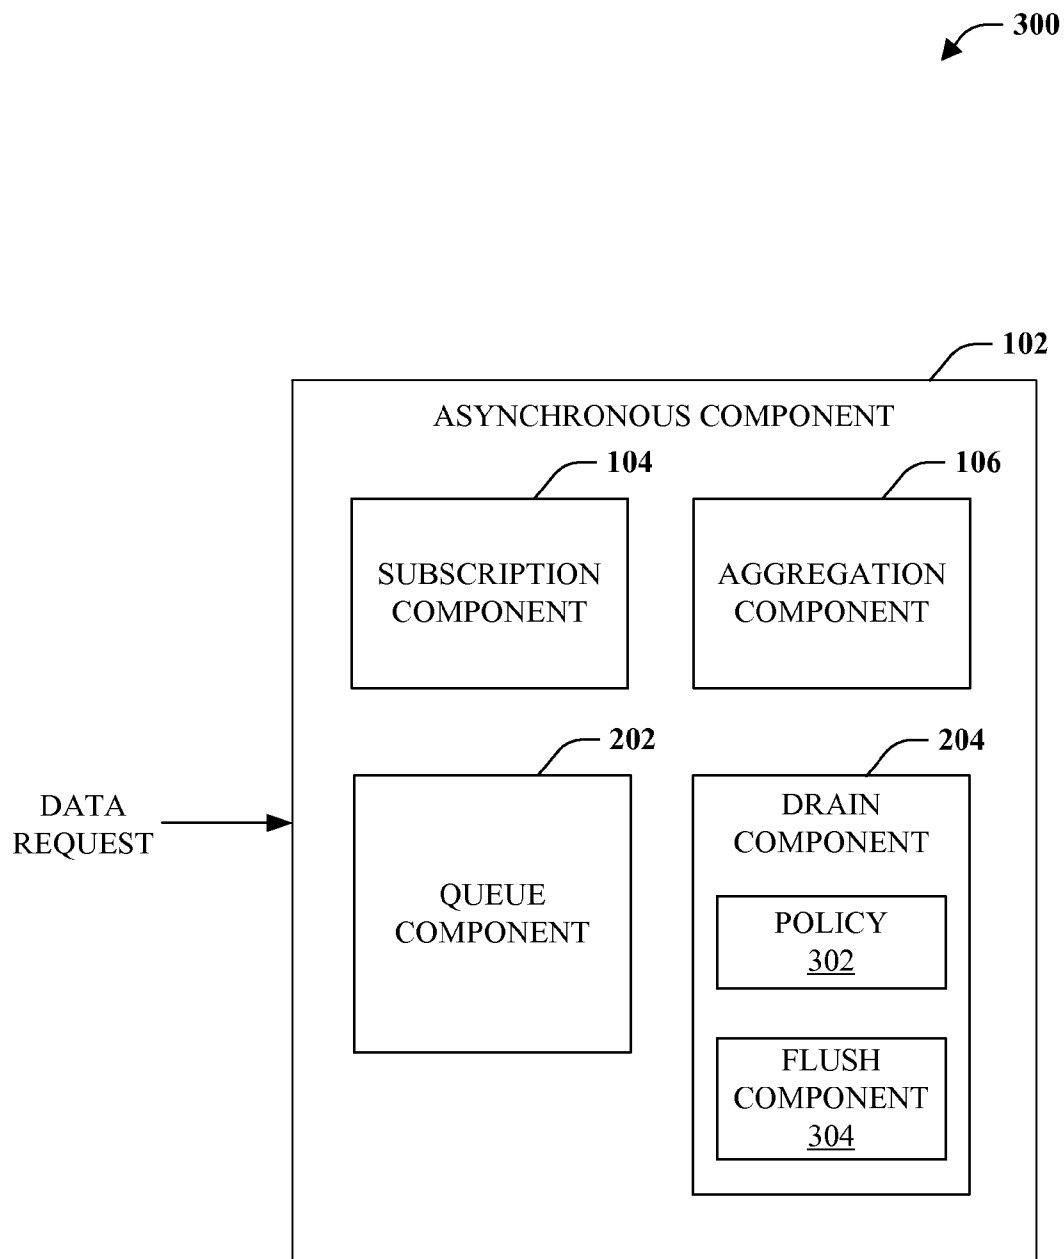 300
102
ASYNCHRONOUS COMPONENT
104
106
SUBSCRIPTION
COMPONENT
AGGREGATION
COMPONENT
202
204
DATA
REQUEST
QUEUE
COMPONENT
DRAIN
COMPONENT
POLICY
302
FLUSH
COMPONENT
304